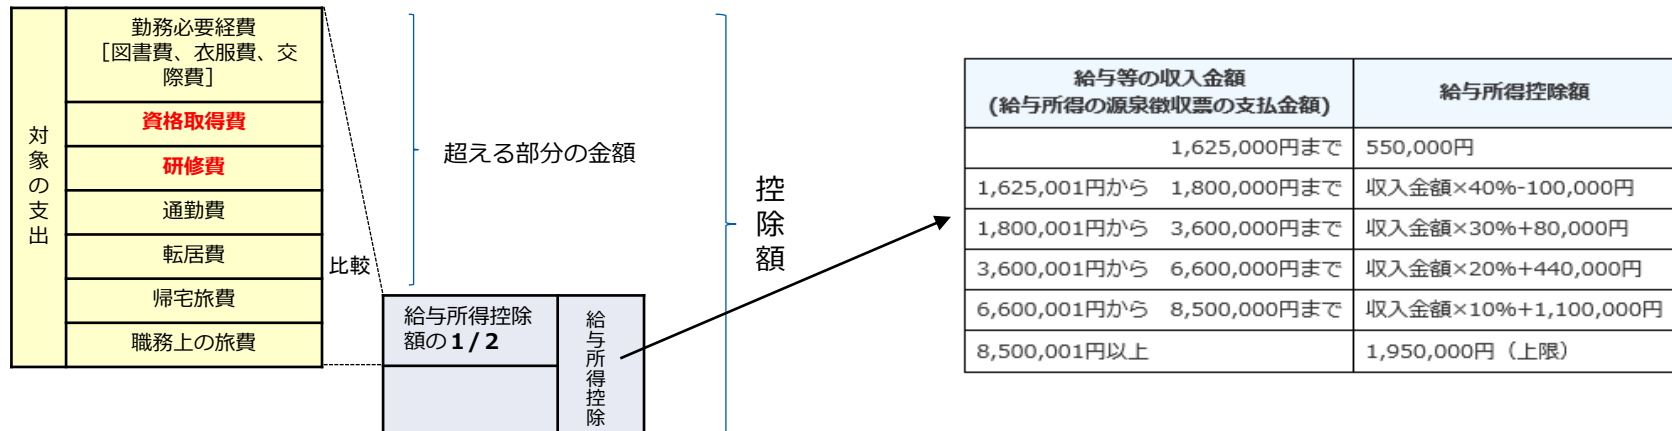 対象の支出
勤務必要経費
[図書費、衣服費、交
際費]
資格取得費
研修費
通勤費
転居費
帰宅旅費
職務上の旅費
比較
超える部分の金額
控除額
給与所得控除
額の1/2
給与所得控除
給与等の収入金額
(給与所得の源泉徴収票の支払金額)
給与所得控除額
1,625,000円まで
550,000円
1,625,001円から 1,800,000円まで
収入金額×40%-100,000円
1,800,001円から 3,600,000円まで
収入金額×30%+80,000円
3,600,001円から 6,600,000円まで
収入金額×20%+440,000円
6,600,001円から 8,500,000円まで
収入金額×10%+1,100,000円
8,500,001円以上
1,950,000円（上限）